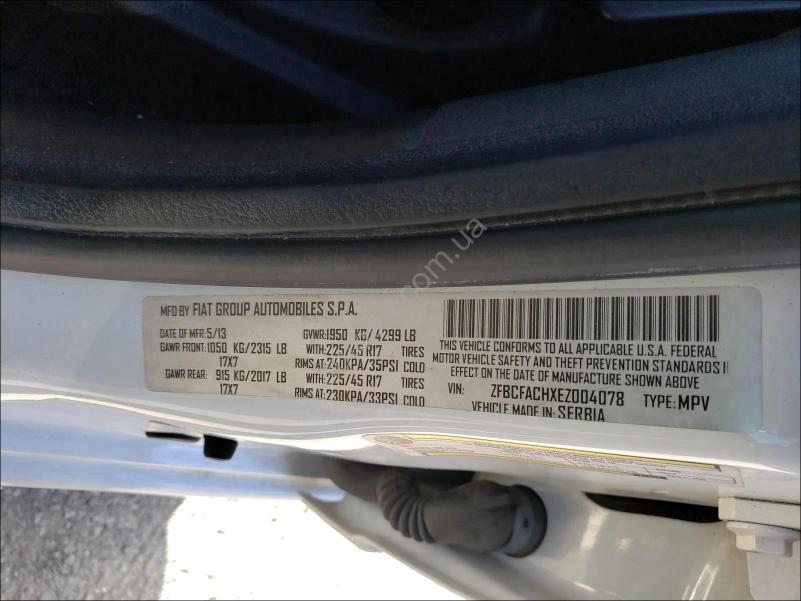 com.ua
MFD BY FIAT GROUP AUTOMOBILES S.P.A.
DATE OF MFR: 5/13 GVWR: 1950 KG/ 4299 LB
GAWR FRONT: 1050 KG/2315 LB WITH: 225/45 R17 TIRES
17X7 RIMS AT: 240KPA/35PSI COLD
GAWR REAR: 915 KG/2017 LB WITH: 225/45 R17 TIRES
17X7 RIMS AT: 230KPA/33PSI COLD
THIS VEHICLE CONFORMS TO ALL APPLICABLE U.S.A. FEDERAL
MOTOR VEHICLE SAFETY AND THEFT PREVENTION STANDARDS II
EFFECT ON THE DATE OF MANUFACTURE SHOWN ABOVE
VIN: ZFBCFACHXEZ004078 TYPE: MPV
VEHICLE MADE IN: SERBIA